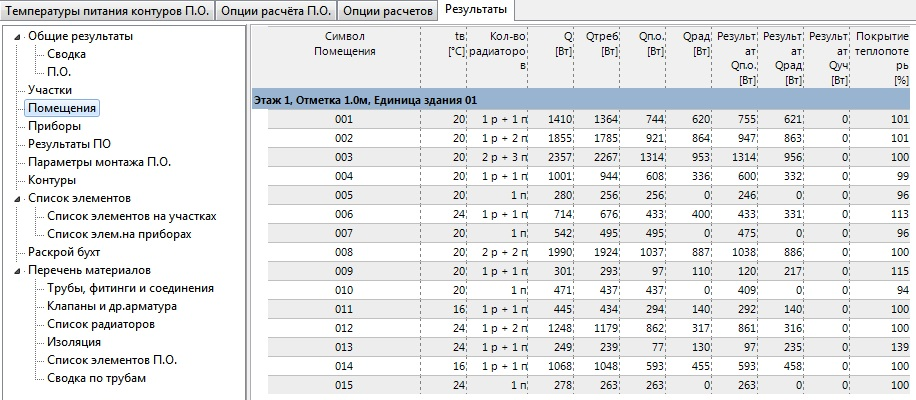 Температуры питания контуров П.О. Опции расчёта П.О. Опции расчетов Результаты
Общие результаты
Сводка
П.О.
Участки
Помещения
Приборы
Результаты ПО
Параметры монтажа П.О.
Контуры
Список элементов
Список элементов на участках
Список элем.на приборах
Раскрой бухт
Перечень материалов
Трубы, фитинги и соединения
Клапаны и др.арматура
Список радиаторов
Изоляция
Список элементов П.О.
Сводка по трубам
Символ tв Кол-во Q Qтреб Qп.о. Qрад Результ Результ Результ Покрытие
Помещения [°C] радиаторо [Вт] [Вт] [Вт] [Вт] ат ат ат теплопоте
в Qп.о. Qрад Qуч рь
[Вт] [Вт] [Вт] [%]
Этаж 1, Отметка 1.0м, Единица здания 01
001 20 1 р + 1 п 1410 1364 744 620 755 621 0 101
002 20 1 р + 2 п 1855 1785 921 864 947 863 0 101
003 20 2 р + 3 п 2357 2267 1314 953 1314 956 0 100
004 20 1 р + 1 п 1001 944 608 336 600 332 0 99
005 20 1 п 280 256 256 0 246 0 0 96
006 24 1 р + 1 п 714 676 433 400 433 331 0 113
007 20 1 п 542 495 495 0 475 0 0 96
008 20 2 р + 2 п 1990 1924 1037 887 1038 886 0 100
009 20 1 р + 1 п 301 293 97 110 120 217 0 115
010 20 1 п 471 437 437 0 409 0 0 94
011 16 1 р + 1 п 445 434 294 140 292 140 0 100
012 24 1 р + 2 п 1248 1179 862 317 861 316 0 100
013 24 1 р + 1 п 249 239 77 130 97 235 0 139
014 16 1 р + 1 п 1068 1048 593 455 593 458 0 100
015 24 1 п 278 263 263 0 263 0 0 100